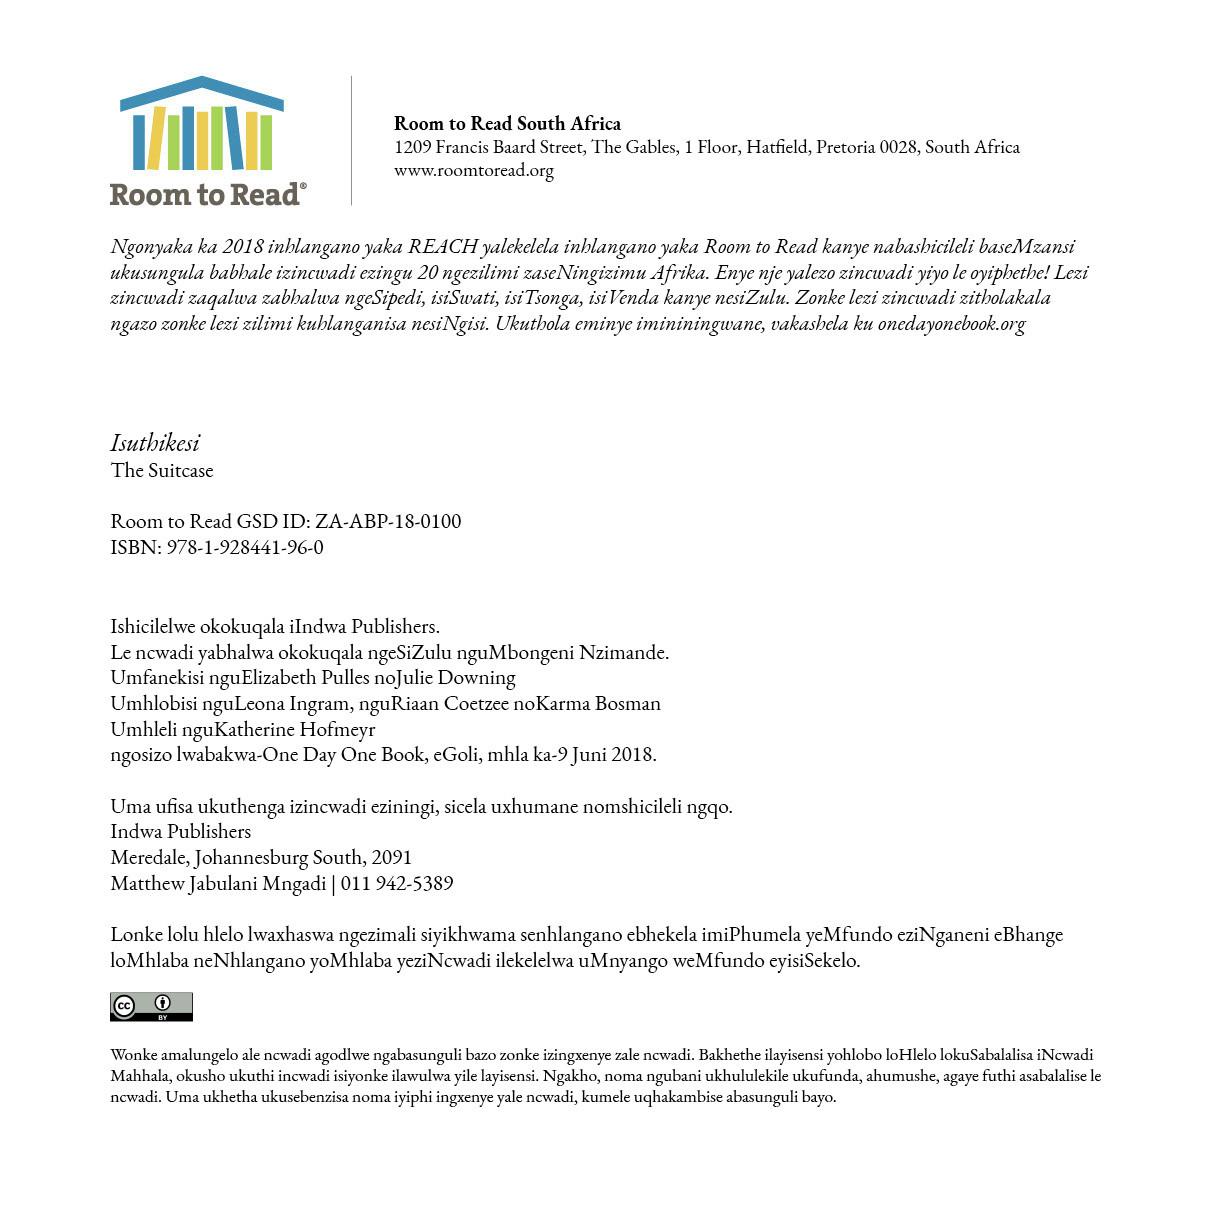 Room to Read®
Room to Read South Africa
1209 Francis Baard Street, The Gables, 1 Floor, Hatfield, Pretoria 0028, South Africa
www.roomtoread.org
Ngonyaka ka 2018 inhlangano yaka REACH yalekelela inhlangano yaka Room to Read kanye nabashicileli baseMzansi
ukusungula babhale izincwadi ezingu 20 ngezilimi zaseNingizimu Afrika. Enye nje yalezo zincwadi yiyo le oyiphethe! Lezi
zincwadi zaqalwa zabhalwa ngeSipedi, isiSwati, isiTsonga, isiVenda kanye nesiZulu. Zonke lezi zincwadi zitholakala
ngazo zonke lezi zilimi kuhlanganisa nesiNgisi. Ukuthola eminye imininingwane, vakashela ku onedayonebook.org
Isuthikesi
The Suitcase
Room to Read GSD ID: ZA-ABP-18-0100
ISBN: 978-1-928441-96-0
Ishicilelwe okokuqala iIndwa Publishers.
Le ncwadi yabhalwa okokuqala ngeSiZulu nguMbongeni Nzimande.
Umfanekisi nguElizabeth Pulles noJulie Downing
Umhlobisi nguLeona Ingram, nguRiaan Coetzee noKarma Bosman
Umhleli nguKatherine Hofmeyr
ngosizo lwabakwa-One Day One Book, eGoli, mhla ka-9 Juni 2018.
Uma ufisa ukuthenga izincwadi eziningi, sicela uxhumane nomshicileli ngqo.
Indwa Publishers
Meredale, Johannesburg South, 2091
Matthew Jabulani Mngadi | 011 942-5389
Lonke lolu hlelo lwaxhaswa ngezimali siyikhwama senhlangano ebhekela imiPhumela yeMfundo eziNganeni eBhange
loMhlaba neNhlangano yoMhlaba yeziNcwadi ilekelelwa uMnyango weMfundo eyisiSekelo.
cc BY
Wonke amalungelo ale ncwadi agodlwe ngabasunguli bazo zonke izingxenye zale ncwadi. Bakhethe ilayisensi yohlobo loHlelo lokuSabalalisa iNcwadi
Mahhala, okusho ukuthi incwadi isiyonke ilawulwa yile layisensi. Ngakho, noma ngubani ukhululekile ukufunda, ahumushe, agaye futhi asabalalise le
ncwadi. Uma ukhetha ukusebenzisa noma iyiphi ingxenye yale ncwadi, kumele uqhakambise abasunguli bayo.